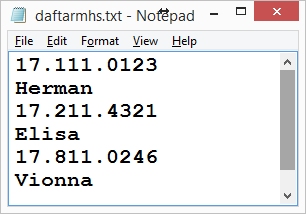 daftarmhs.txt - Notepad
File Edit Format View Help
17.111.0123
Herman
17.211.4321
Elisa
17.811.0246
Vionna